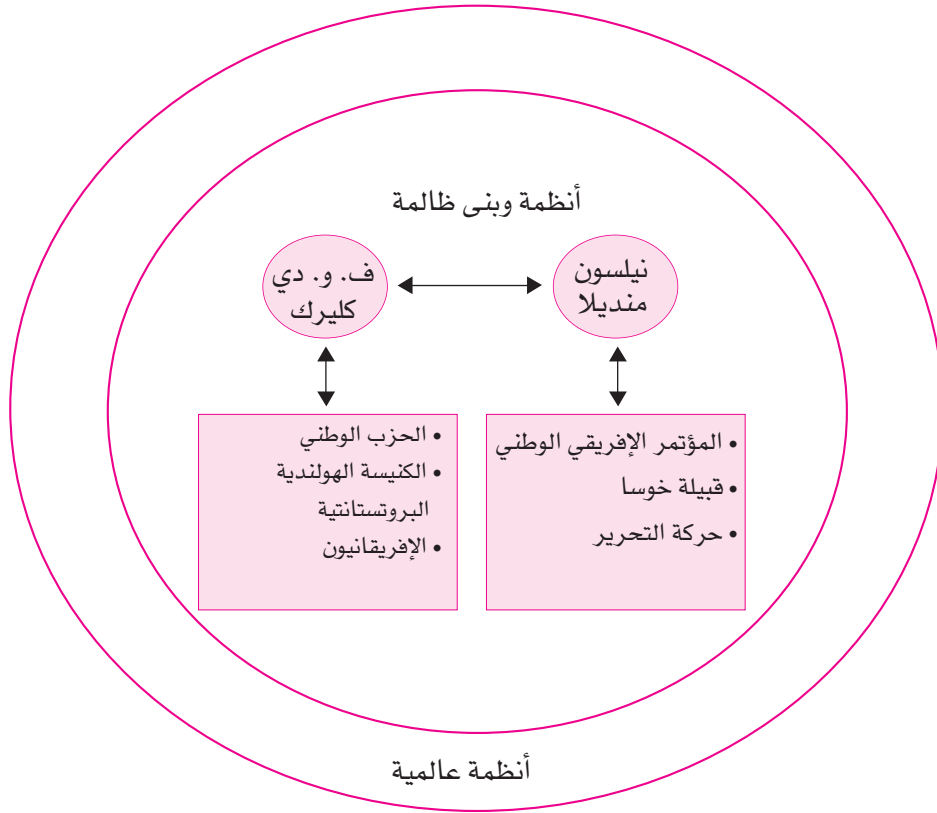 أنظمة وبنى ظالمة
نيلسون
منديلا
ف. و. دي
كليرك
• المؤتمر الإفريقي الوطني
• قبيلة خوسا
• حركة التحرير
• الحزب الوطني
• الكنيسة الهولندية
البروتستانتية
• الإفريقانيون
أنظمة عالمية